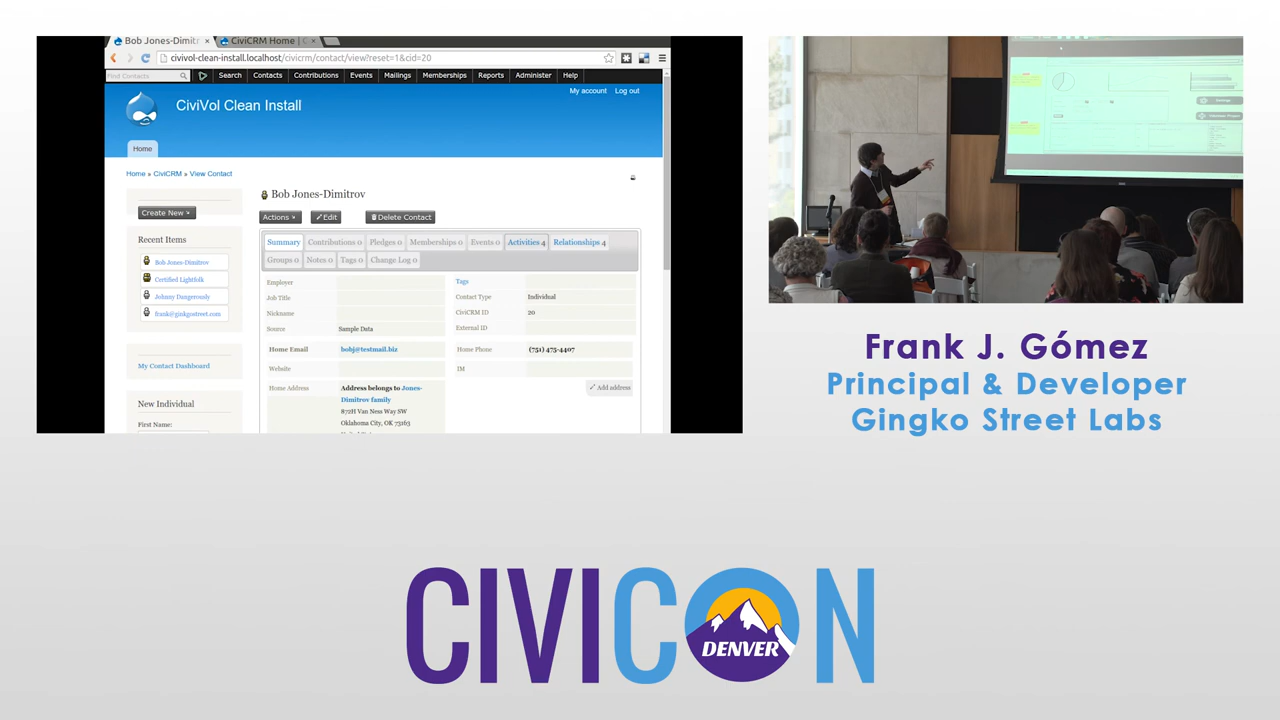 Bob Jones-Dimitr ×
CiviCRM Home | C ×
civivol-clean-install.localhost/civicrm/contact/view?reset=1&cid=20
Find Contacts Search Contacts Contributions Events Mailings Memberships Reports Administer Help
My account Log out
CiviVol Clean Install
Home
Home » CiviCRM » View Contact
Bob Jones-Dimitrov
Create New
Actions Edit Delete Contact
Recent Items
Bob Jones-Dimitrov
Certified Lightfolk
Johnny Dangerously
frank@ginkgostreet.com
My Contact Dashboard
New Individual
First Name:
Summary Contributions 0 Pledges 0 Memberships 0 Events 0 Activities 4 Relationships 4
Groups 0 Notes 0 Tags 0 Change Log 0
Employer
Job Title
Nickname
Source Sample Data
Tags
Contact Type Individual
CiviCRM ID 20
External ID
Home Email bobj@testmail.biz
Home Phone (751) 475-4407
Website
IM
Home Address Address belongs to Jones-
Dimitrov family
872H Van Ness Way SW
Oklahoma City, OK 73163
Add address
Frank J. Gómez
Principal & Developer
Gingko Street Labs
CIVICON
DENVER